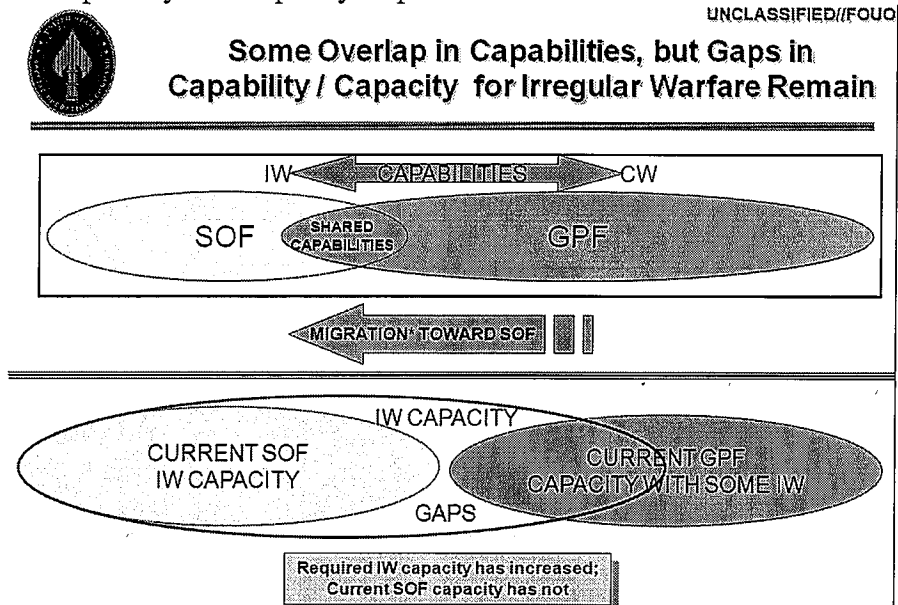 UNCLASSIFIED//FOUO
Some Overlap in Capabilities, but Gaps in
Capability / Capacity for Irregular Warfare Remain
IW CAPABILITIES CW
SOF
SHARED
CAPABILITIES
GPF
MIGRATION* TOWARD SOF
IW CAPACITY
CURRENT SOF
IW CAPACITY
CURRENT GPF
CAPACITY WITH SOME IW
GAPS
Required IW capacity has increased;
Current SOF capacity has not